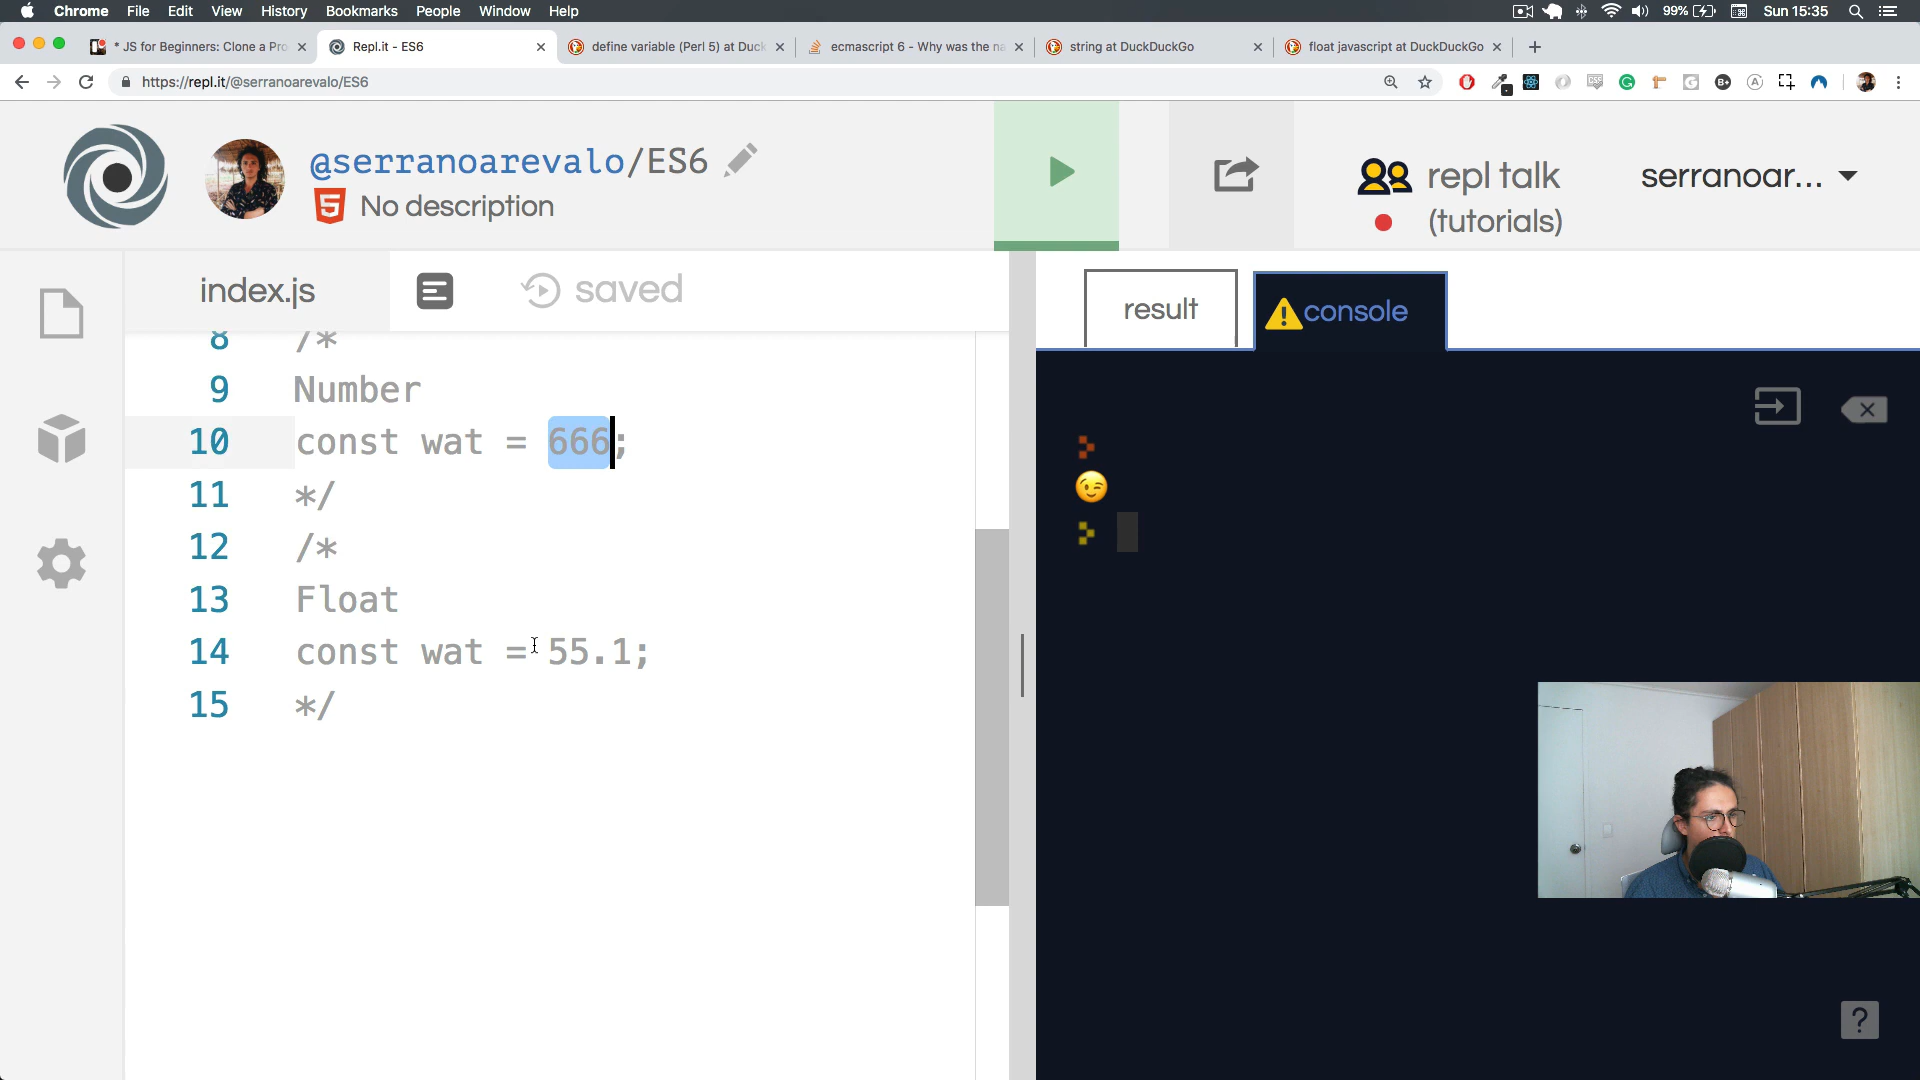 Chrome File Edit View History Bookmarks People Window Help 99% Sun 15:35
* JS for Beginners: Clone a Pro
Repl.it - ES6
define variable (Perl 5) at Duck
ecmascript 6 - Why was the na
string at DuckDuckGo
float javascript at DuckDuckGo
https://repl.it/@serranoarevalo/ES6
@serranoarevalo/ES6
No description
repl talk
(tutorials)
serranoar...
index.js
saved
result
console
8 /*
9 Number
10 const wat = 666;
11 */
12 /*
13 Float
14 const wat = 55.1;
15 */
?